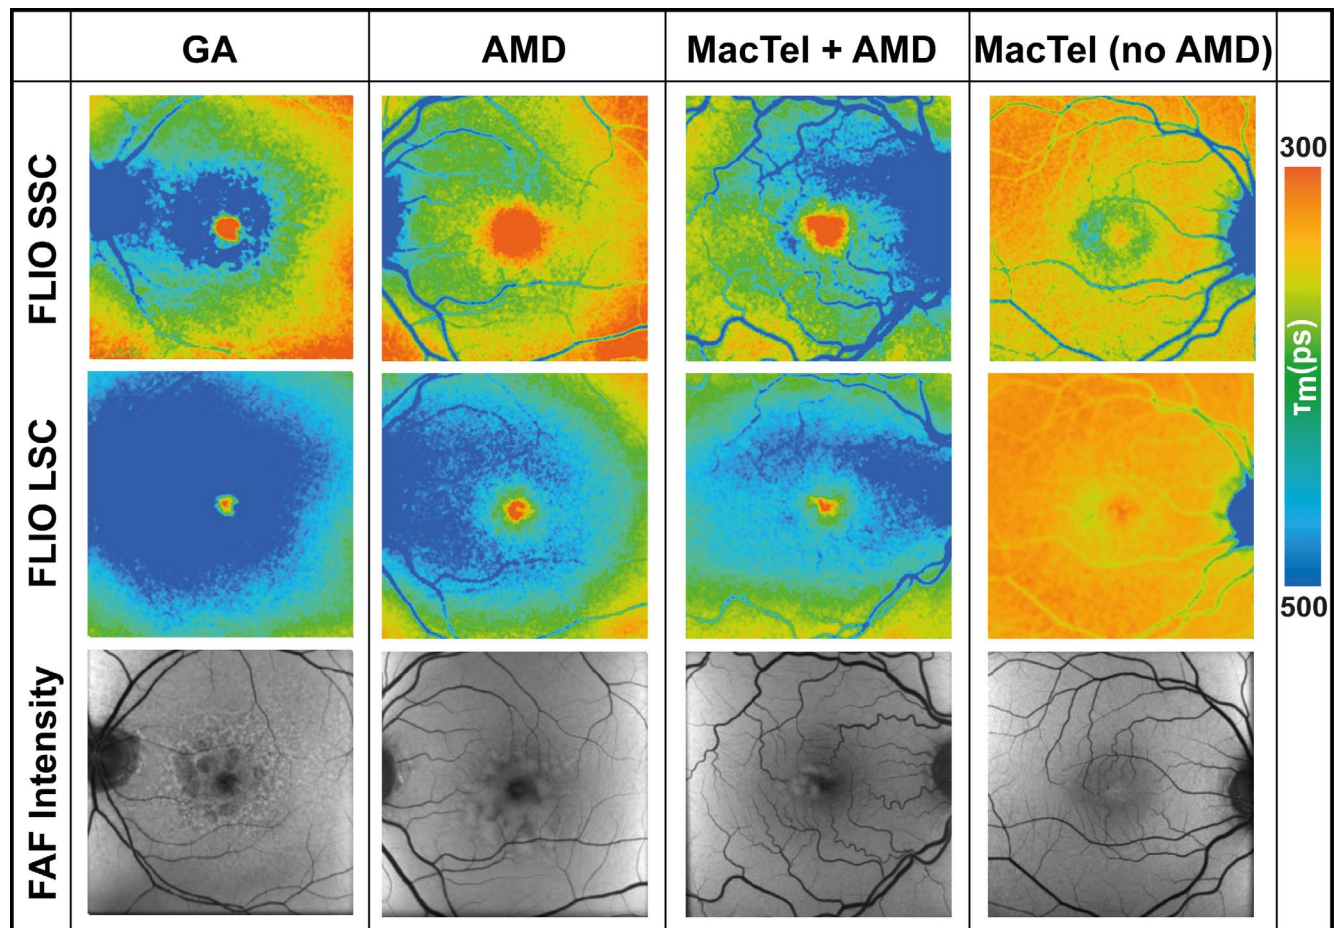 GA
AMD
MacTel + AMD
MacTel (no AMD)
FLIO SSC
FLIO LSC
FAF Intensity
300
τm(ps)
500